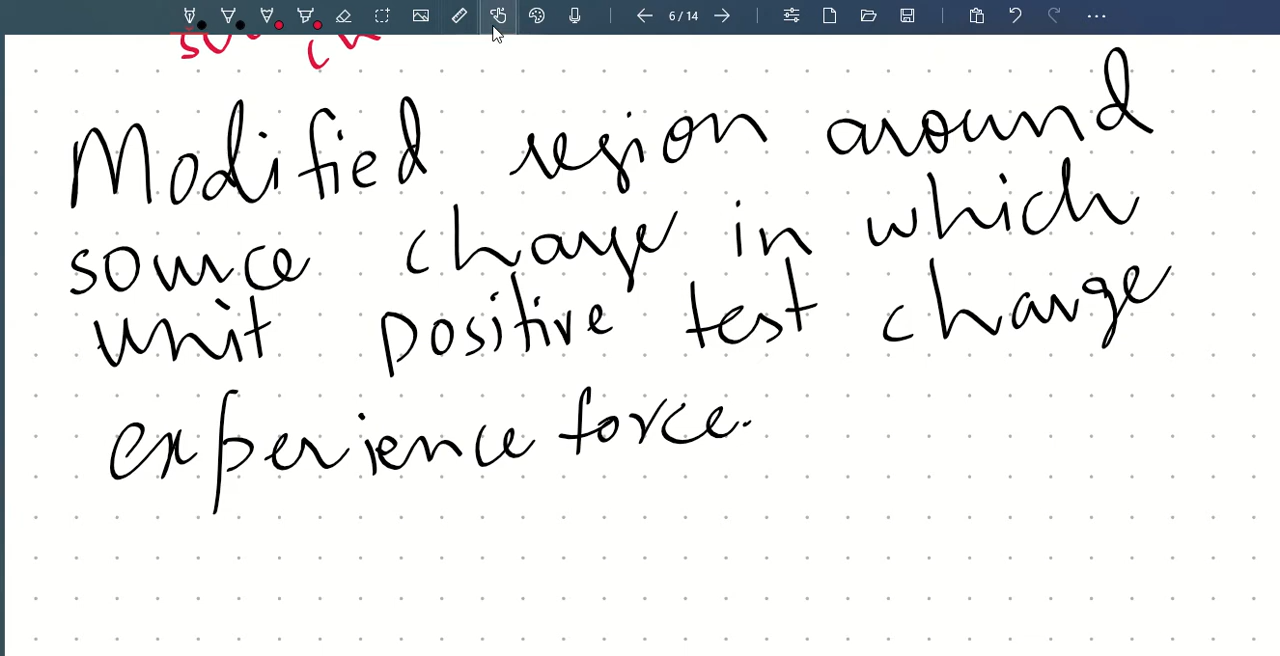 6 / 14
Modified region around
source charge in which
unit positive test charge
experience force.